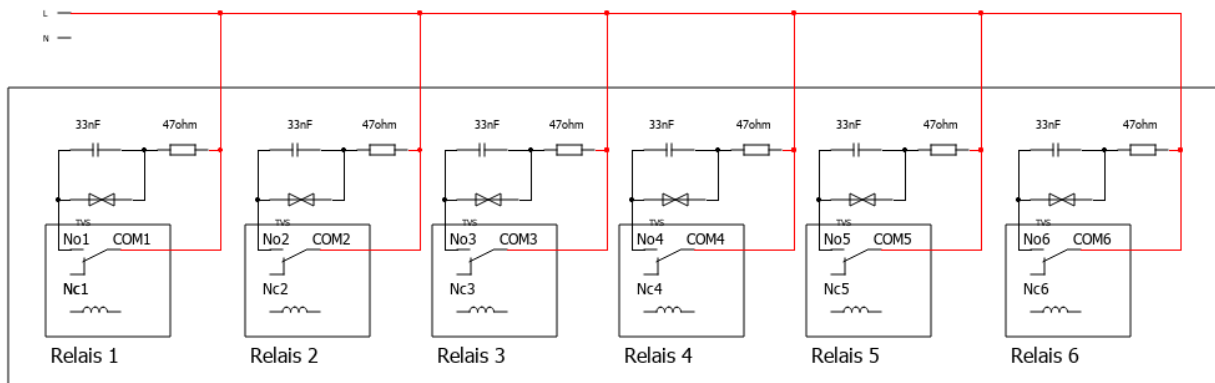 L
N
33nF 47ohm 33nF 47ohm 33nF 47ohm 33nF 47ohm 33nF 47ohm 33nF 47ohm
TVS TVS TVS TVS
No1 COM1 No2 COM2 No3 COM3 No4 COM4 No5 COM5 No6 COM6
Nc1 Nc2 Nc3 Nc4 Nc5 Nc6
Relais 1 Relais 2 Relais 3 Relais 4 Relais 5 Relais 6